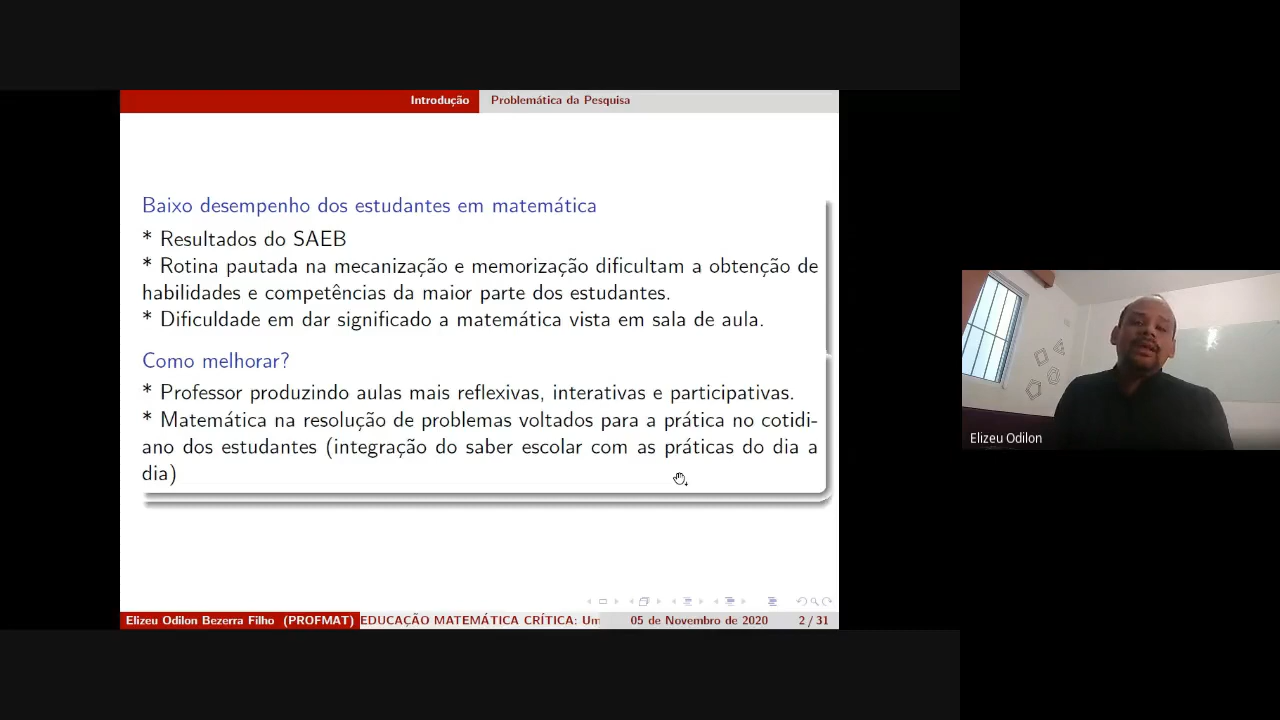 Introdução Problemática da Pesquisa
Baixo desempenho dos estudantes em matemática
* Resultados do SAEB
* Rotina pautada na mecanização e memorização dificultam a obtenção de
habilidades e competências da maior parte dos estudantes.
* Dificuldade em dar significado a matemática vista em sala de aula.
Como melhorar?
* Professor produzindo aulas mais reflexivas, interativas e participativas.
* Matemática na resolução de problemas voltados para a prática no cotidi-
ano dos estudantes (integração do saber escolar com as práticas do dia a
dia)
Elizeu Odilon
Elizeu Odilon Bezerra Filho (PROFMAT) EDUCAÇÃO MATEMÁTICA CRÍTICA: Um 05 de Novembro de 2020 2 / 31